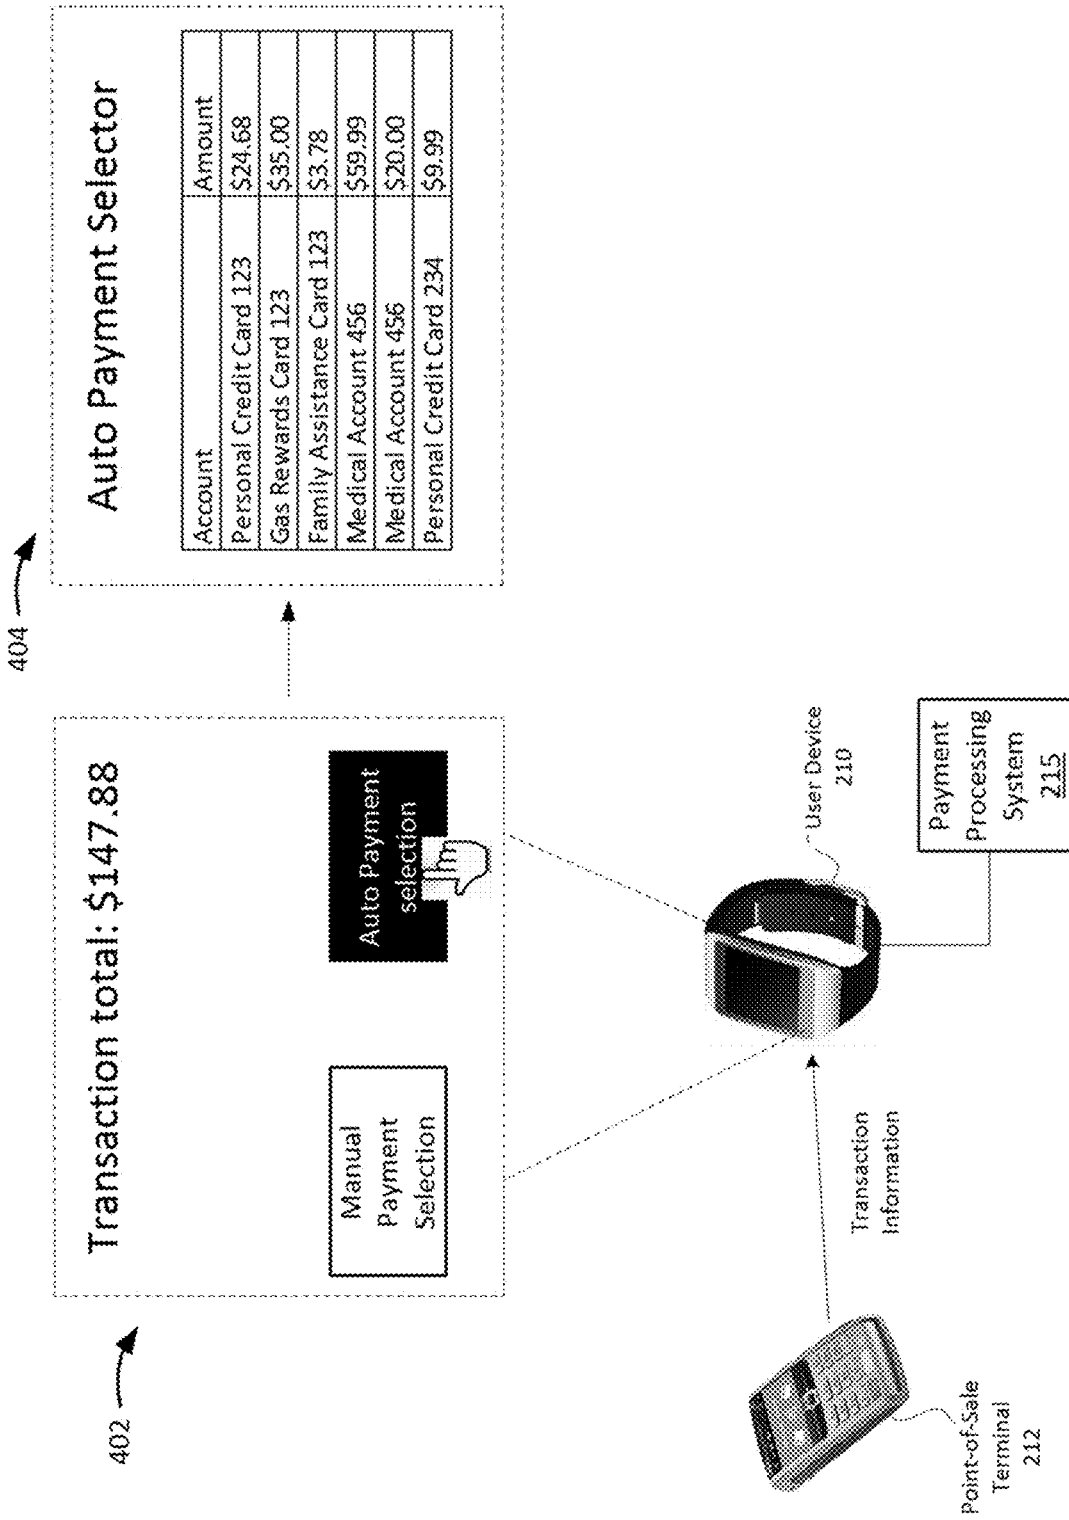 402
Transaction total: $147.88
Manual
Payment
Selection
Auto Payment
selection
404
Auto Payment Selector
Account Amount
Personal Credit Card 123 $24.68
Gas Rewards Card 123 $35.00
Family Assistance Card 123 $3.78
Medical Account 456 $59.99
Medical Account 456 $20.00
Personal Credit Card 234 $9.99
Point-of-Sale
Terminal
212
Transaction
Information
User Device
210
Payment
Processing
System
215